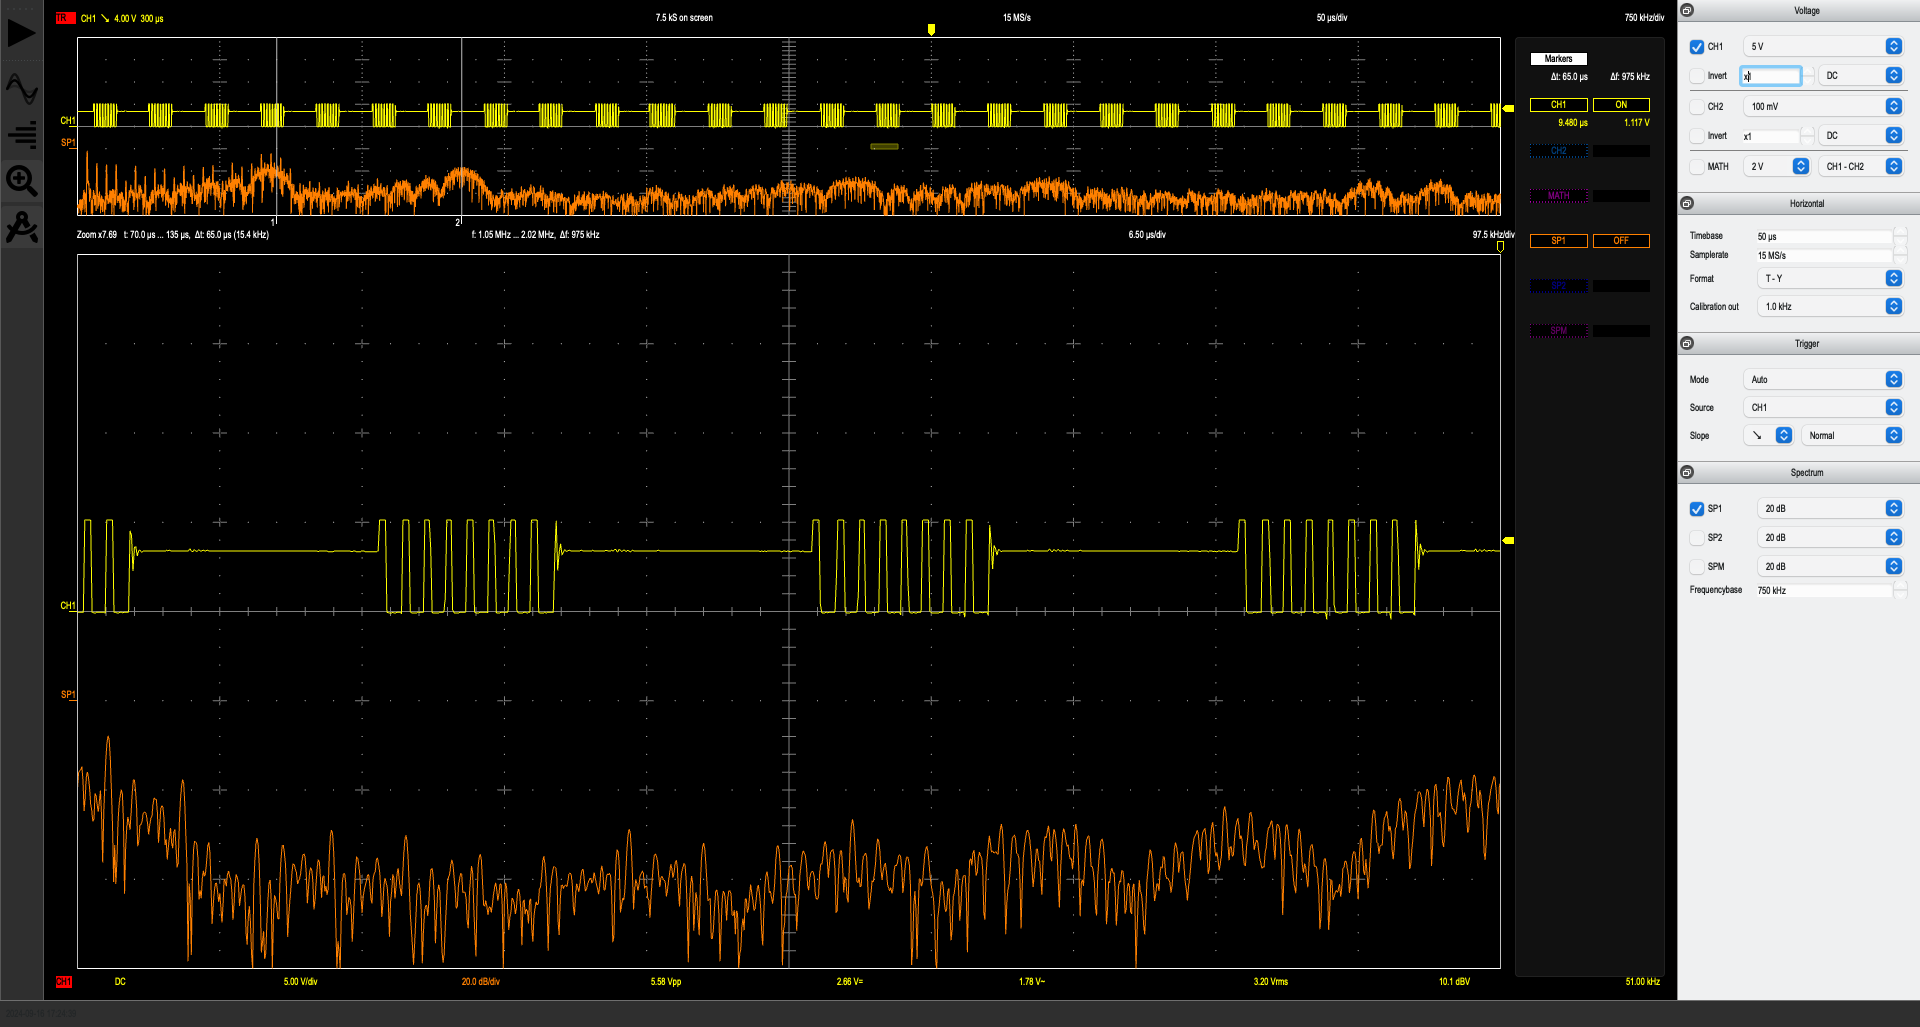 TR CH1 ↘ 4.00 V 300 µs 7.5 kS on screen 15 MS/s 50 µs/div 750 kHz/div
CH1
SP1
1 2
Zoom x7.69 t: 70.0 µs ... 135 µs, Δt: 65.0 µs (15.4 kHz) f: 1.05 MHz ... 2.02 MHz, Δf: 975 kHz 6.50 µs/div 97.5 kHz/div
CH1
SP1
CH1 DC 5.00 V/div 20.0 dB/div 5.58 Vpp 2.66 V= 1.78 V~ 3.20 Vrms 10.1 dBV 51.00 kHz
Markers
Δt: 65.0 µs Δf: 975 kHz
CH1 ON
9.480 µs 1.117 V
CH2
MATH
SP1 OFF
SP2
SPM
Voltage
CH1 5 V
Invert x1 DC
CH2 100 mV
Invert x1 DC
MATH 2 V CH1 - CH2
Horizontal
Timebase 50 µs
Samplerate 15 MS/s
Format T - Y
Calibration out 1.0 kHz
Trigger
Mode Auto
Source CH1
Slope ↘ Normal
Spectrum
SP1 20 dB
SP2 20 dB
SPM 20 dB
Frequencybase 750 kHz